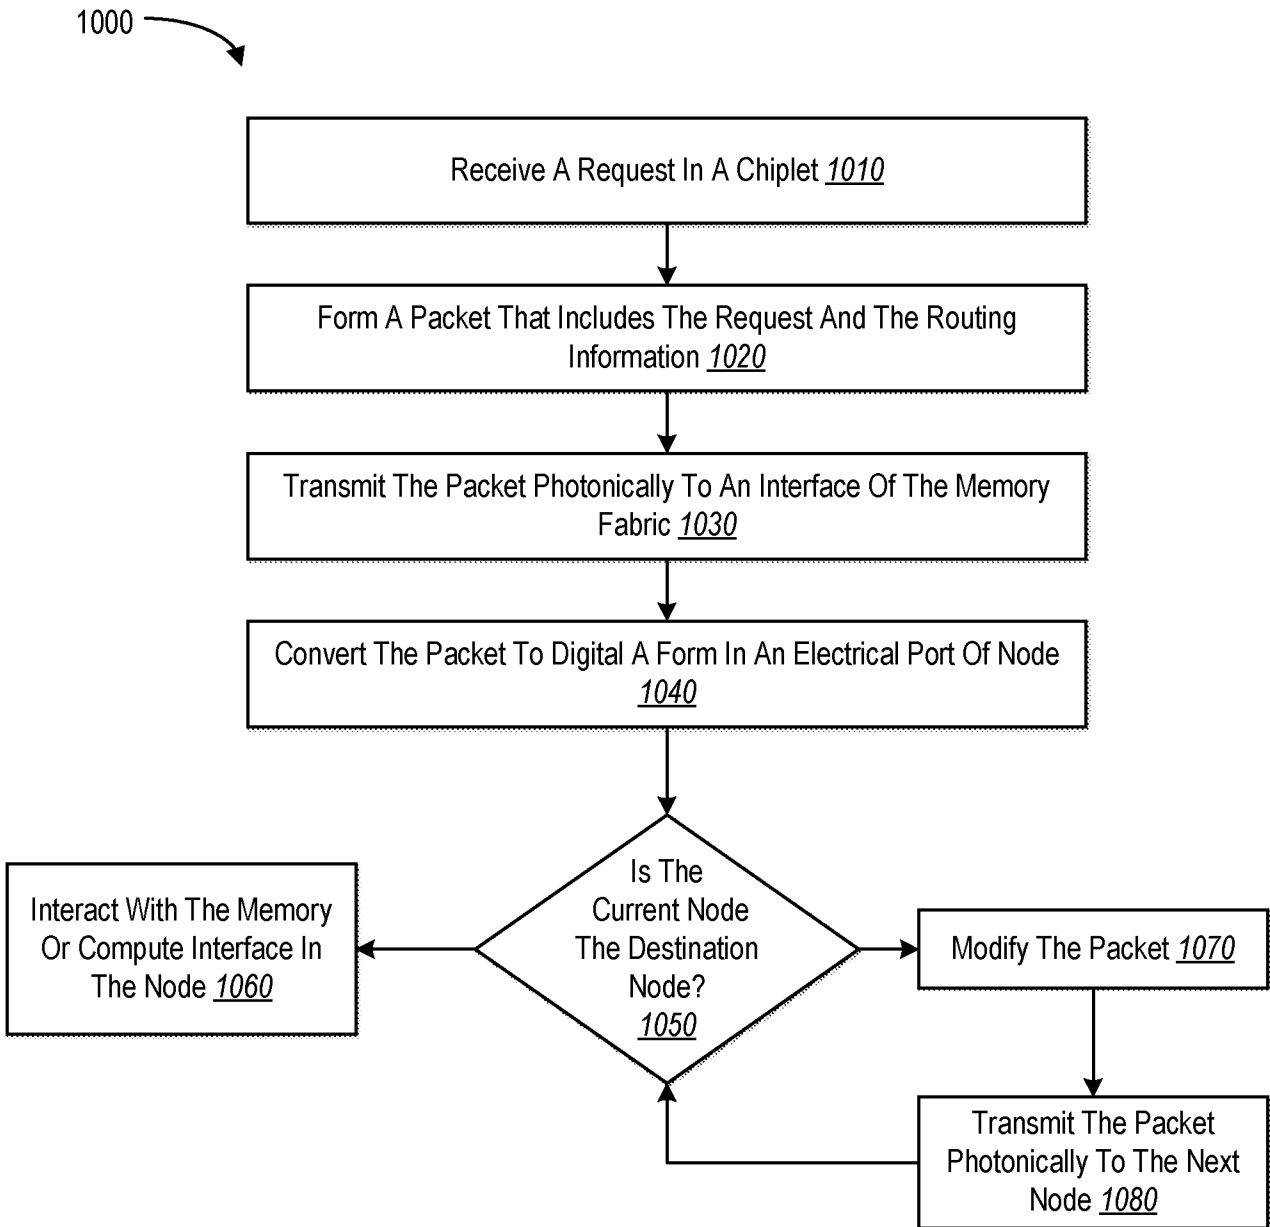 1000
Receive A Request In A Chiplet 1010
Form A Packet That Includes The Request And The Routing
Information 1020
Transmit The Packet Photonically To An Interface Of The Memory
Fabric 1030
Convert The Packet To Digital A Form In An Electrical Port Of Node
1040
Is The
Current Node
The Destination
Node?
1050
Interact With The Memory
Or Compute Interface In
The Node 1060
Modify The Packet 1070
Transmit The Packet
Photonically To The Next
Node 1080